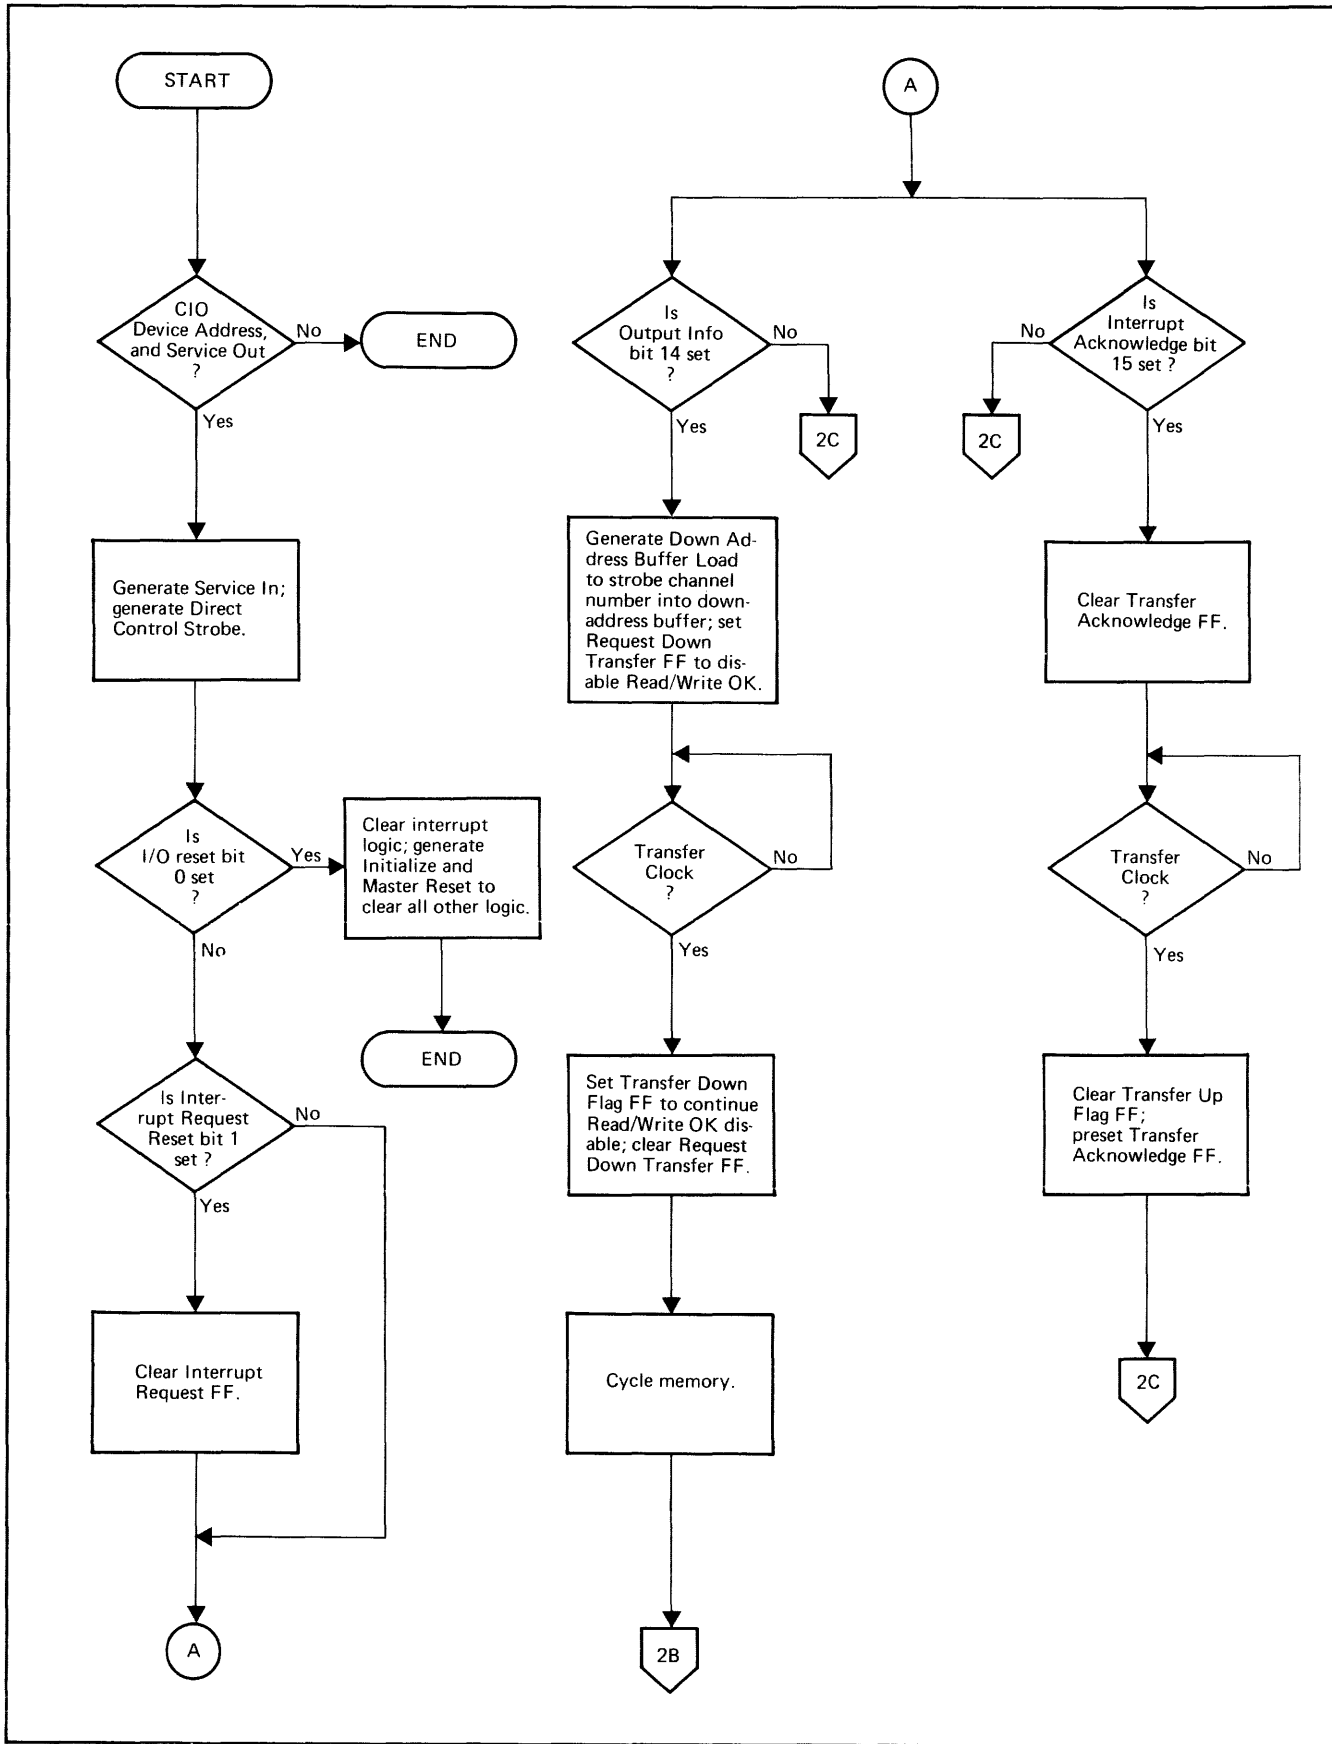 START
CIO
Device Address,
and Service Out
?
No
END
Yes
Generate Service In;
generate Direct
Control Strobe.
Is
I/O reset bit
0 set
?
Yes
Clear interrupt
logic; generate
Initialize and
Master Reset to
clear all other logic.
No
END
Is Inter-
rupt Request
Reset bit 1
set ?
No
Yes
Clear Interrupt
Request FF.
A
A
Is
Output Info
bit 14 set
?
No
2C
Yes
Generate Down Ad-
dress Buffer Load
to strobe channel
number into down-
address buffer; set
Request Down
Transfer FF to dis-
able Read/Write OK.
Transfer
Clock
?
No
Yes
Set Transfer Down
Flag FF to continue
Read/Write OK dis-
able; clear Request
Down Transfer FF.
Cycle memory.
2B
Is
Interrupt
Acknowledge bit
15 set ?
No
2C
Yes
Clear Transfer
Acknowledge FF.
Transfer
Clock
?
No
Yes
Clear Transfer Up
Flag FF;
preset Transfer
Acknowledge FF.
2C